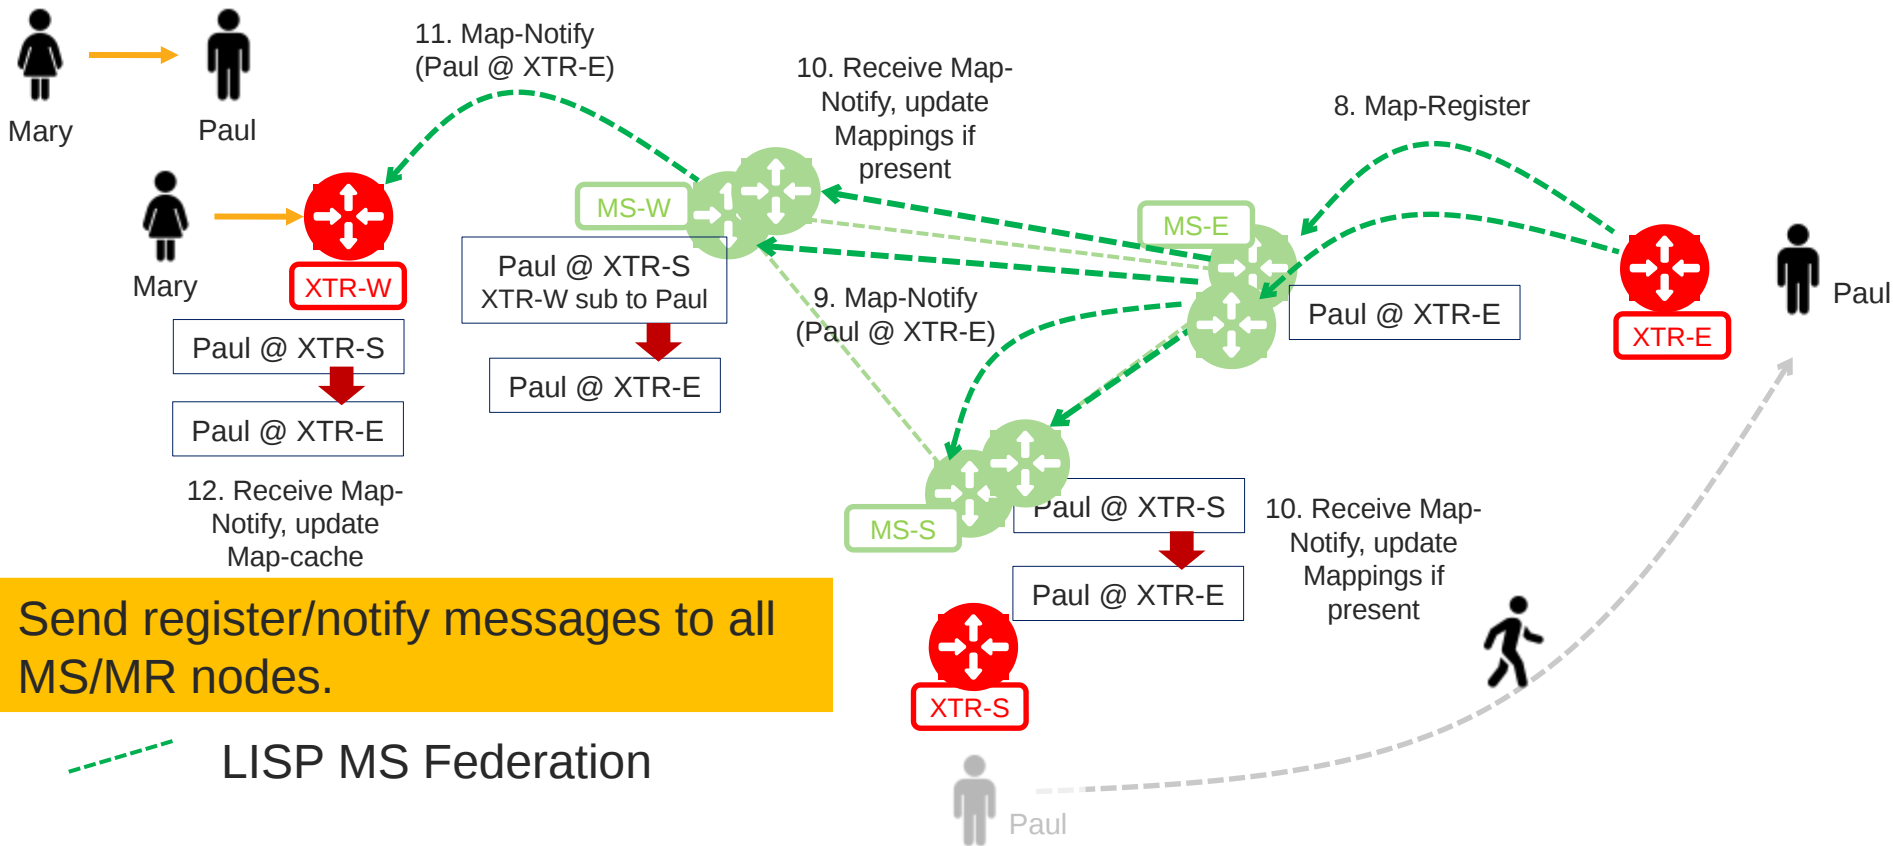 11. Map-Notify
(Paul @ XTR-E)
10. Receive Map-
Notify, update
Mappings if
present
8. Map-Register
Mary
Paul
MS-W
MS-E
Mary
XTR-W
Paul @ XTR-S
XTR-W sub to Paul
9. Map-Notify
(Paul @ XTR-E)
Paul @ XTR-E
XTR-E
Paul
Paul @ XTR-S
Paul @ XTR-E
Paul @ XTR-E
12. Receive Map-
Notify, update
Map-cache
MS-S
Paul @ XTR-S
Paul @ XTR-E
10. Receive Map-
Notify, update
Mappings if
present
Send register/notify messages to all
MS/MR nodes.
XTR-S
LISP MS Federation
Paul